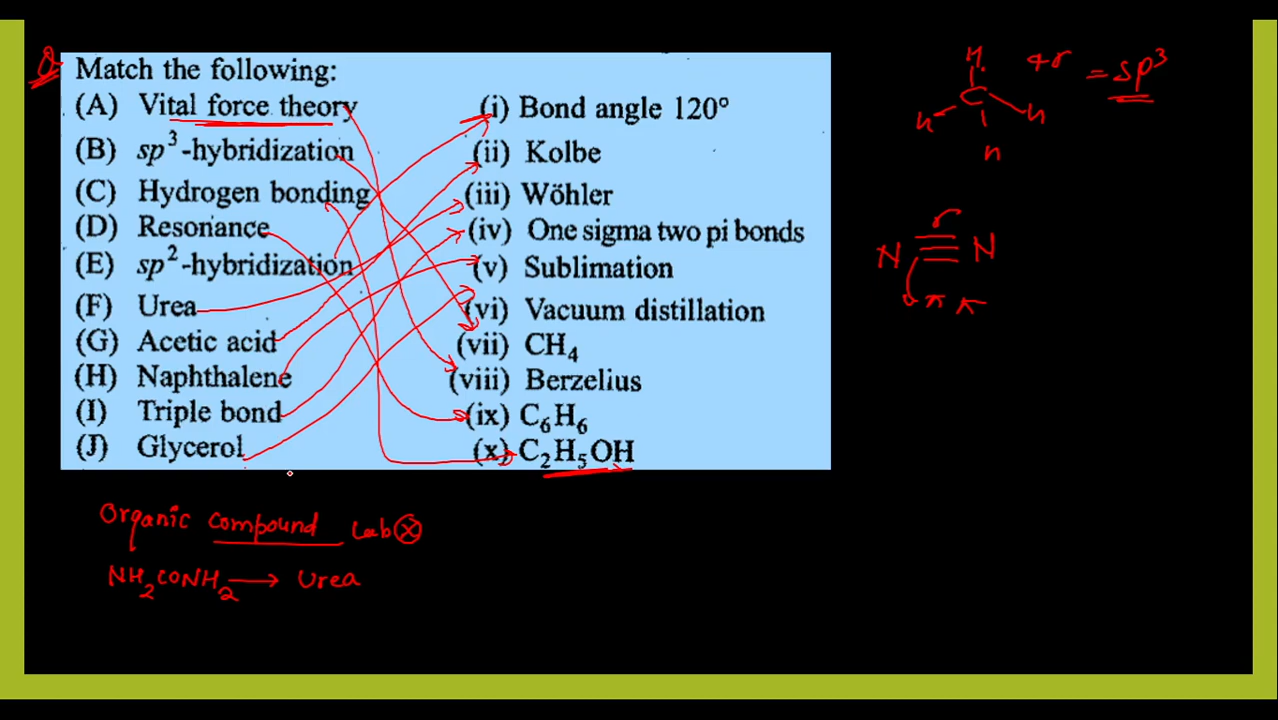 Q Match the following:
(A) Vital force theory (i) Bond angle 120°
(B) sp³-hybridization (ii) Kolbe
(C) Hydrogen bonding (iii) Wöhler
(D) Resonance (iv) One sigma two pi bonds
(E) sp²-hybridization (v) Sublimation
(F) Urea (vi) Vacuum distillation
(G) Acetic acid (vii) CH₄
(H) Naphthalene (viii) Berzelius
(I) Triple bond (ix) C₆H₆
(J) Glycerol (x) C₂H₅OH
Organic compound Lab ⊗
NH₂CONH₂ → Urea
H
C
H H
H
4σ = sp³
σ
N ≡ N
π π